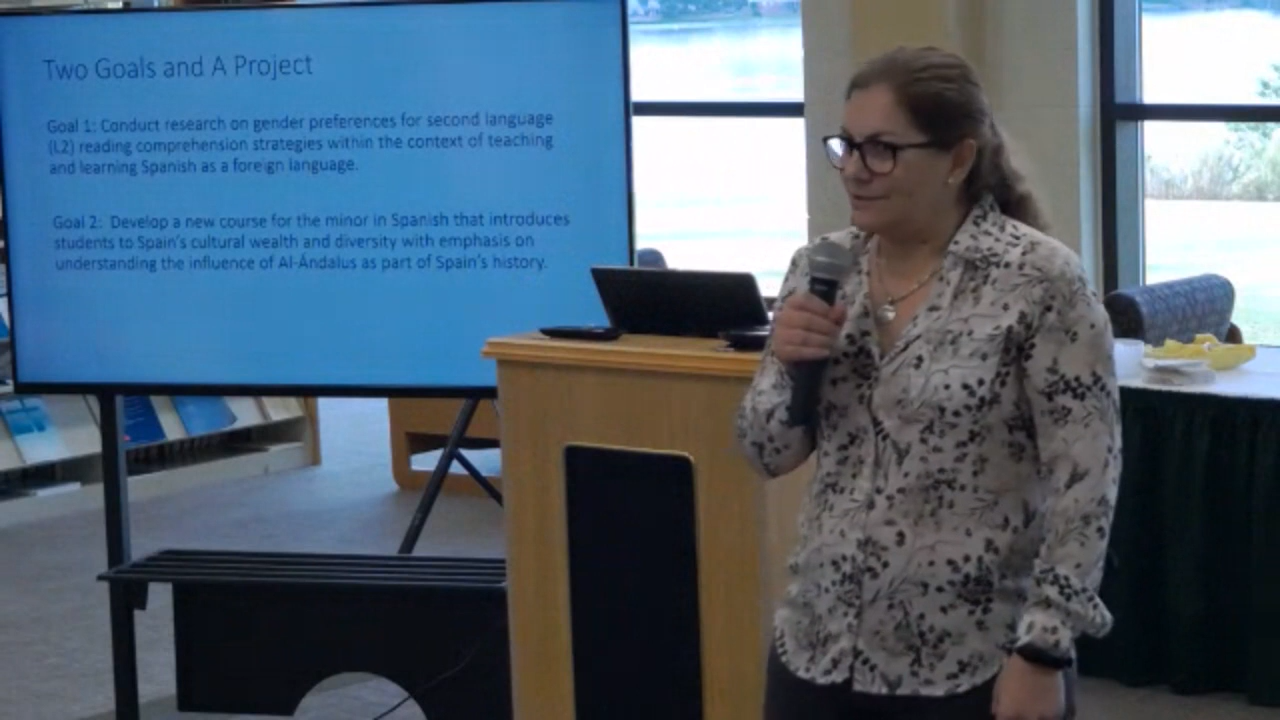 Two Goals and A Project
Goal 1: Conduct research on gender preferences for second language
(L2) reading comprehension strategies within the context of teaching
and learning Spanish as a foreign language.
Goal 2: Develop a new course for the minor in Spanish that introduces
students to Spain's cultural wealth and diversity with emphasis on
understanding the influence of Al-Ándalus as part of Spain's history.